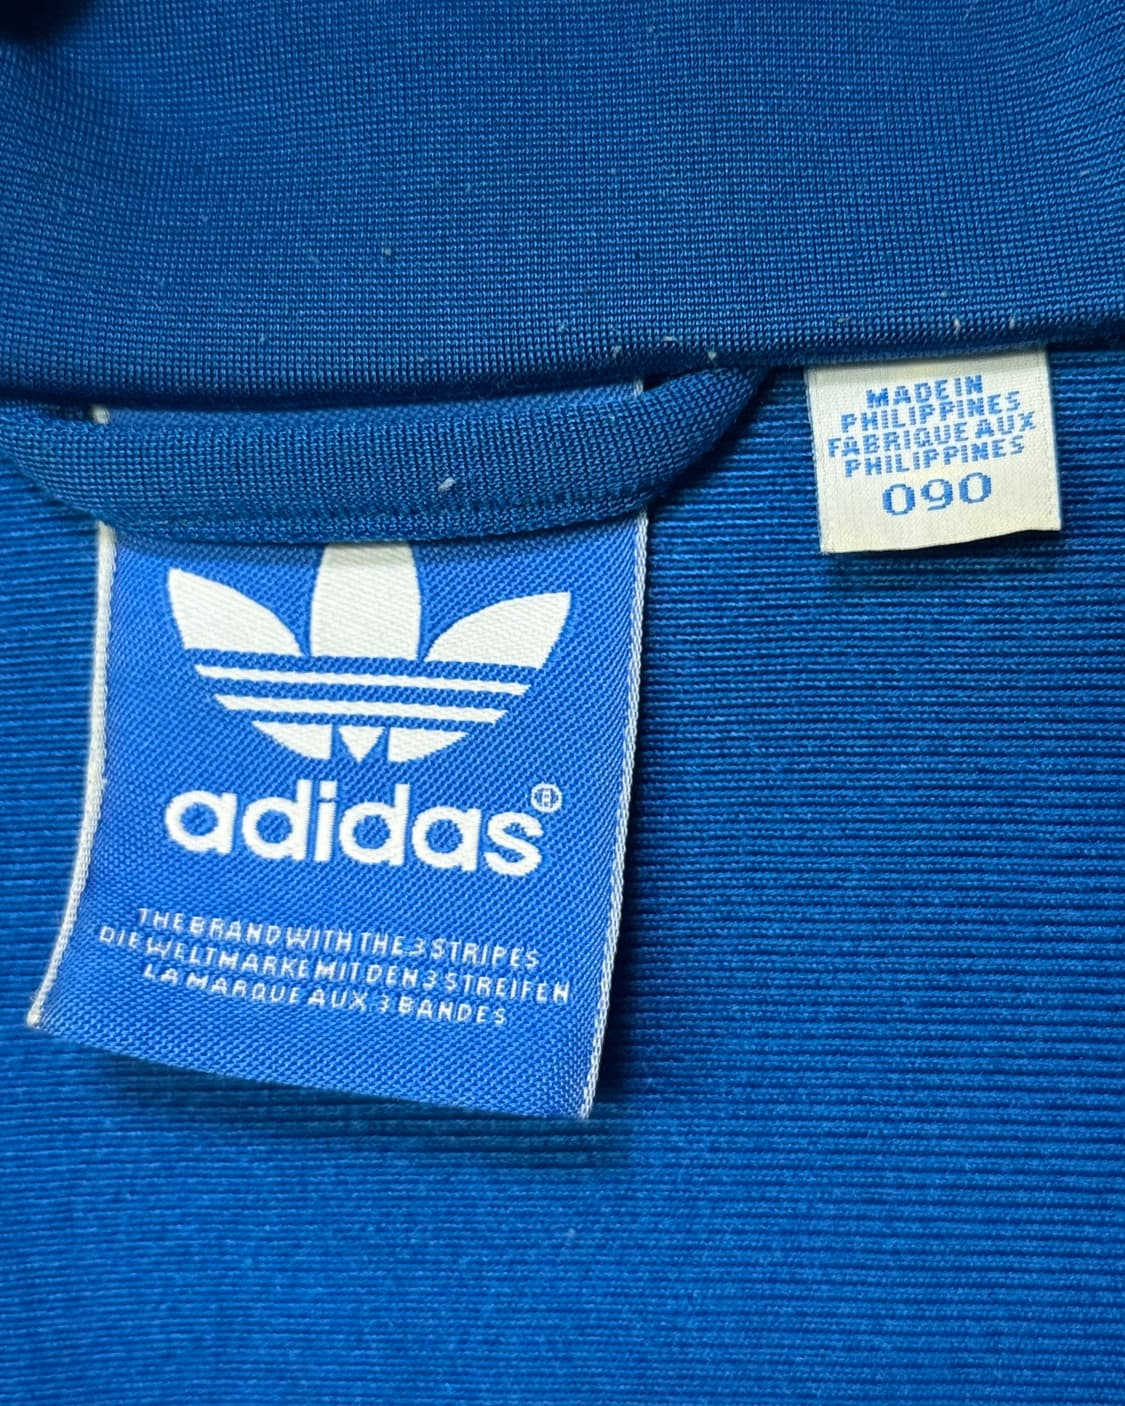 MADE IN
PHILIPPINES
FABRIQUE AUX
PHILIPPINES
090
adidas®
THE BRAND WITH THE 3 STRIPES
DIE WELTMARKE MIT DEN 3 STREIFEN
LA MARQUE AUX 3 BANDES